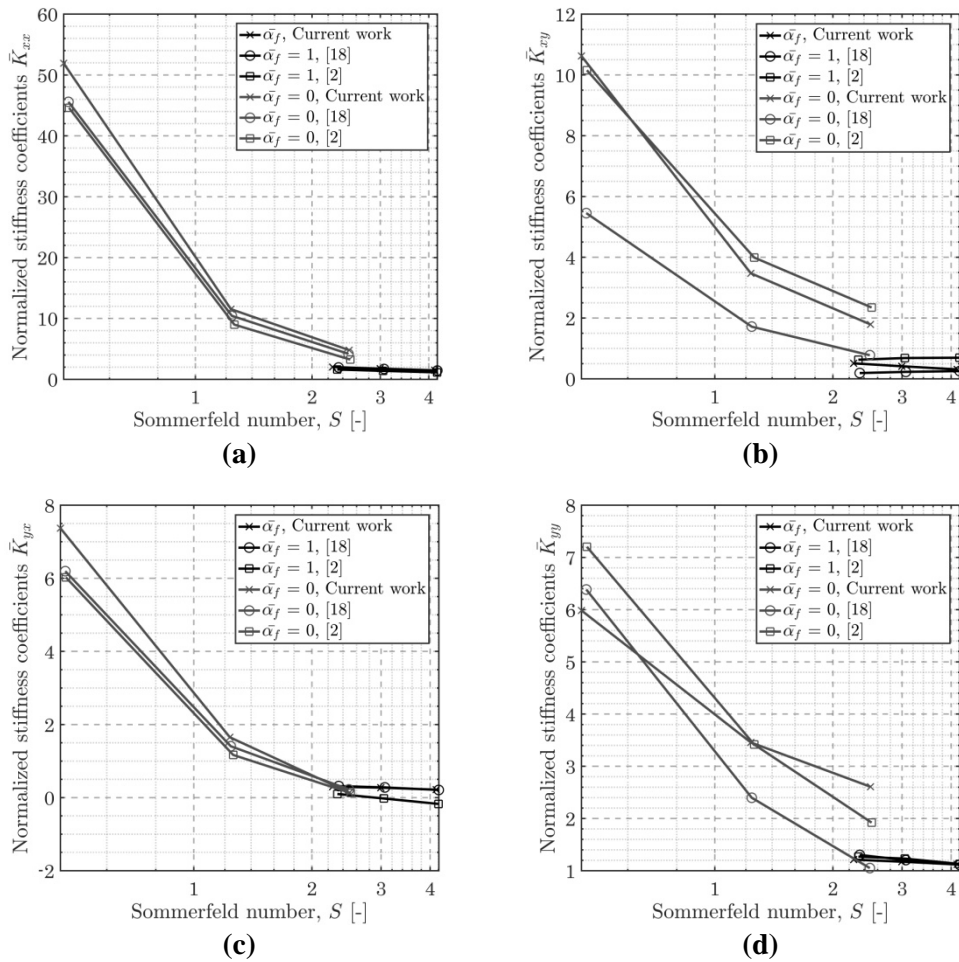 60
50
40
30
20
10
0
Normalized stiffness coefficients K̄xx
ᾱf, Current work
ᾱf = 1, [18]
ᾱf = 1, [2]
ᾱf = 0, Current work
ᾱf = 0, [18]
ᾱf = 0, [2]
1 2 3 4
Sommerfeld number, S [-]
(a)
12
10
8
6
4
2
0
Normalized stiffness coefficients K̄xy
ᾱf, Current work
ᾱf = 1, [18]
ᾱf = 1, [2]
ᾱf = 0, Current work
ᾱf = 0, [18]
ᾱf = 0, [2]
1 2 3 4
Sommerfeld number, S [-]
(b)
8
6
4
2
0
-2
Normalized stiffness coefficients K̄yx
ᾱf, Current work
ᾱf = 1, [18]
ᾱf = 1, [2]
ᾱf = 0, Current work
ᾱf = 0, [18]
ᾱf = 0, [2]
1 2 3 4
Sommerfeld number, S [-]
(c)
8
7
6
5
4
3
2
1
Normalized stiffness coefficients K̄yy
ᾱf, Current work
ᾱf = 1, [18]
ᾱf = 1, [2]
ᾱf = 0, Current work
ᾱf = 0, [18]
ᾱf = 0, [2]
1 2 3 4
Sommerfeld number, S [-]
(d)